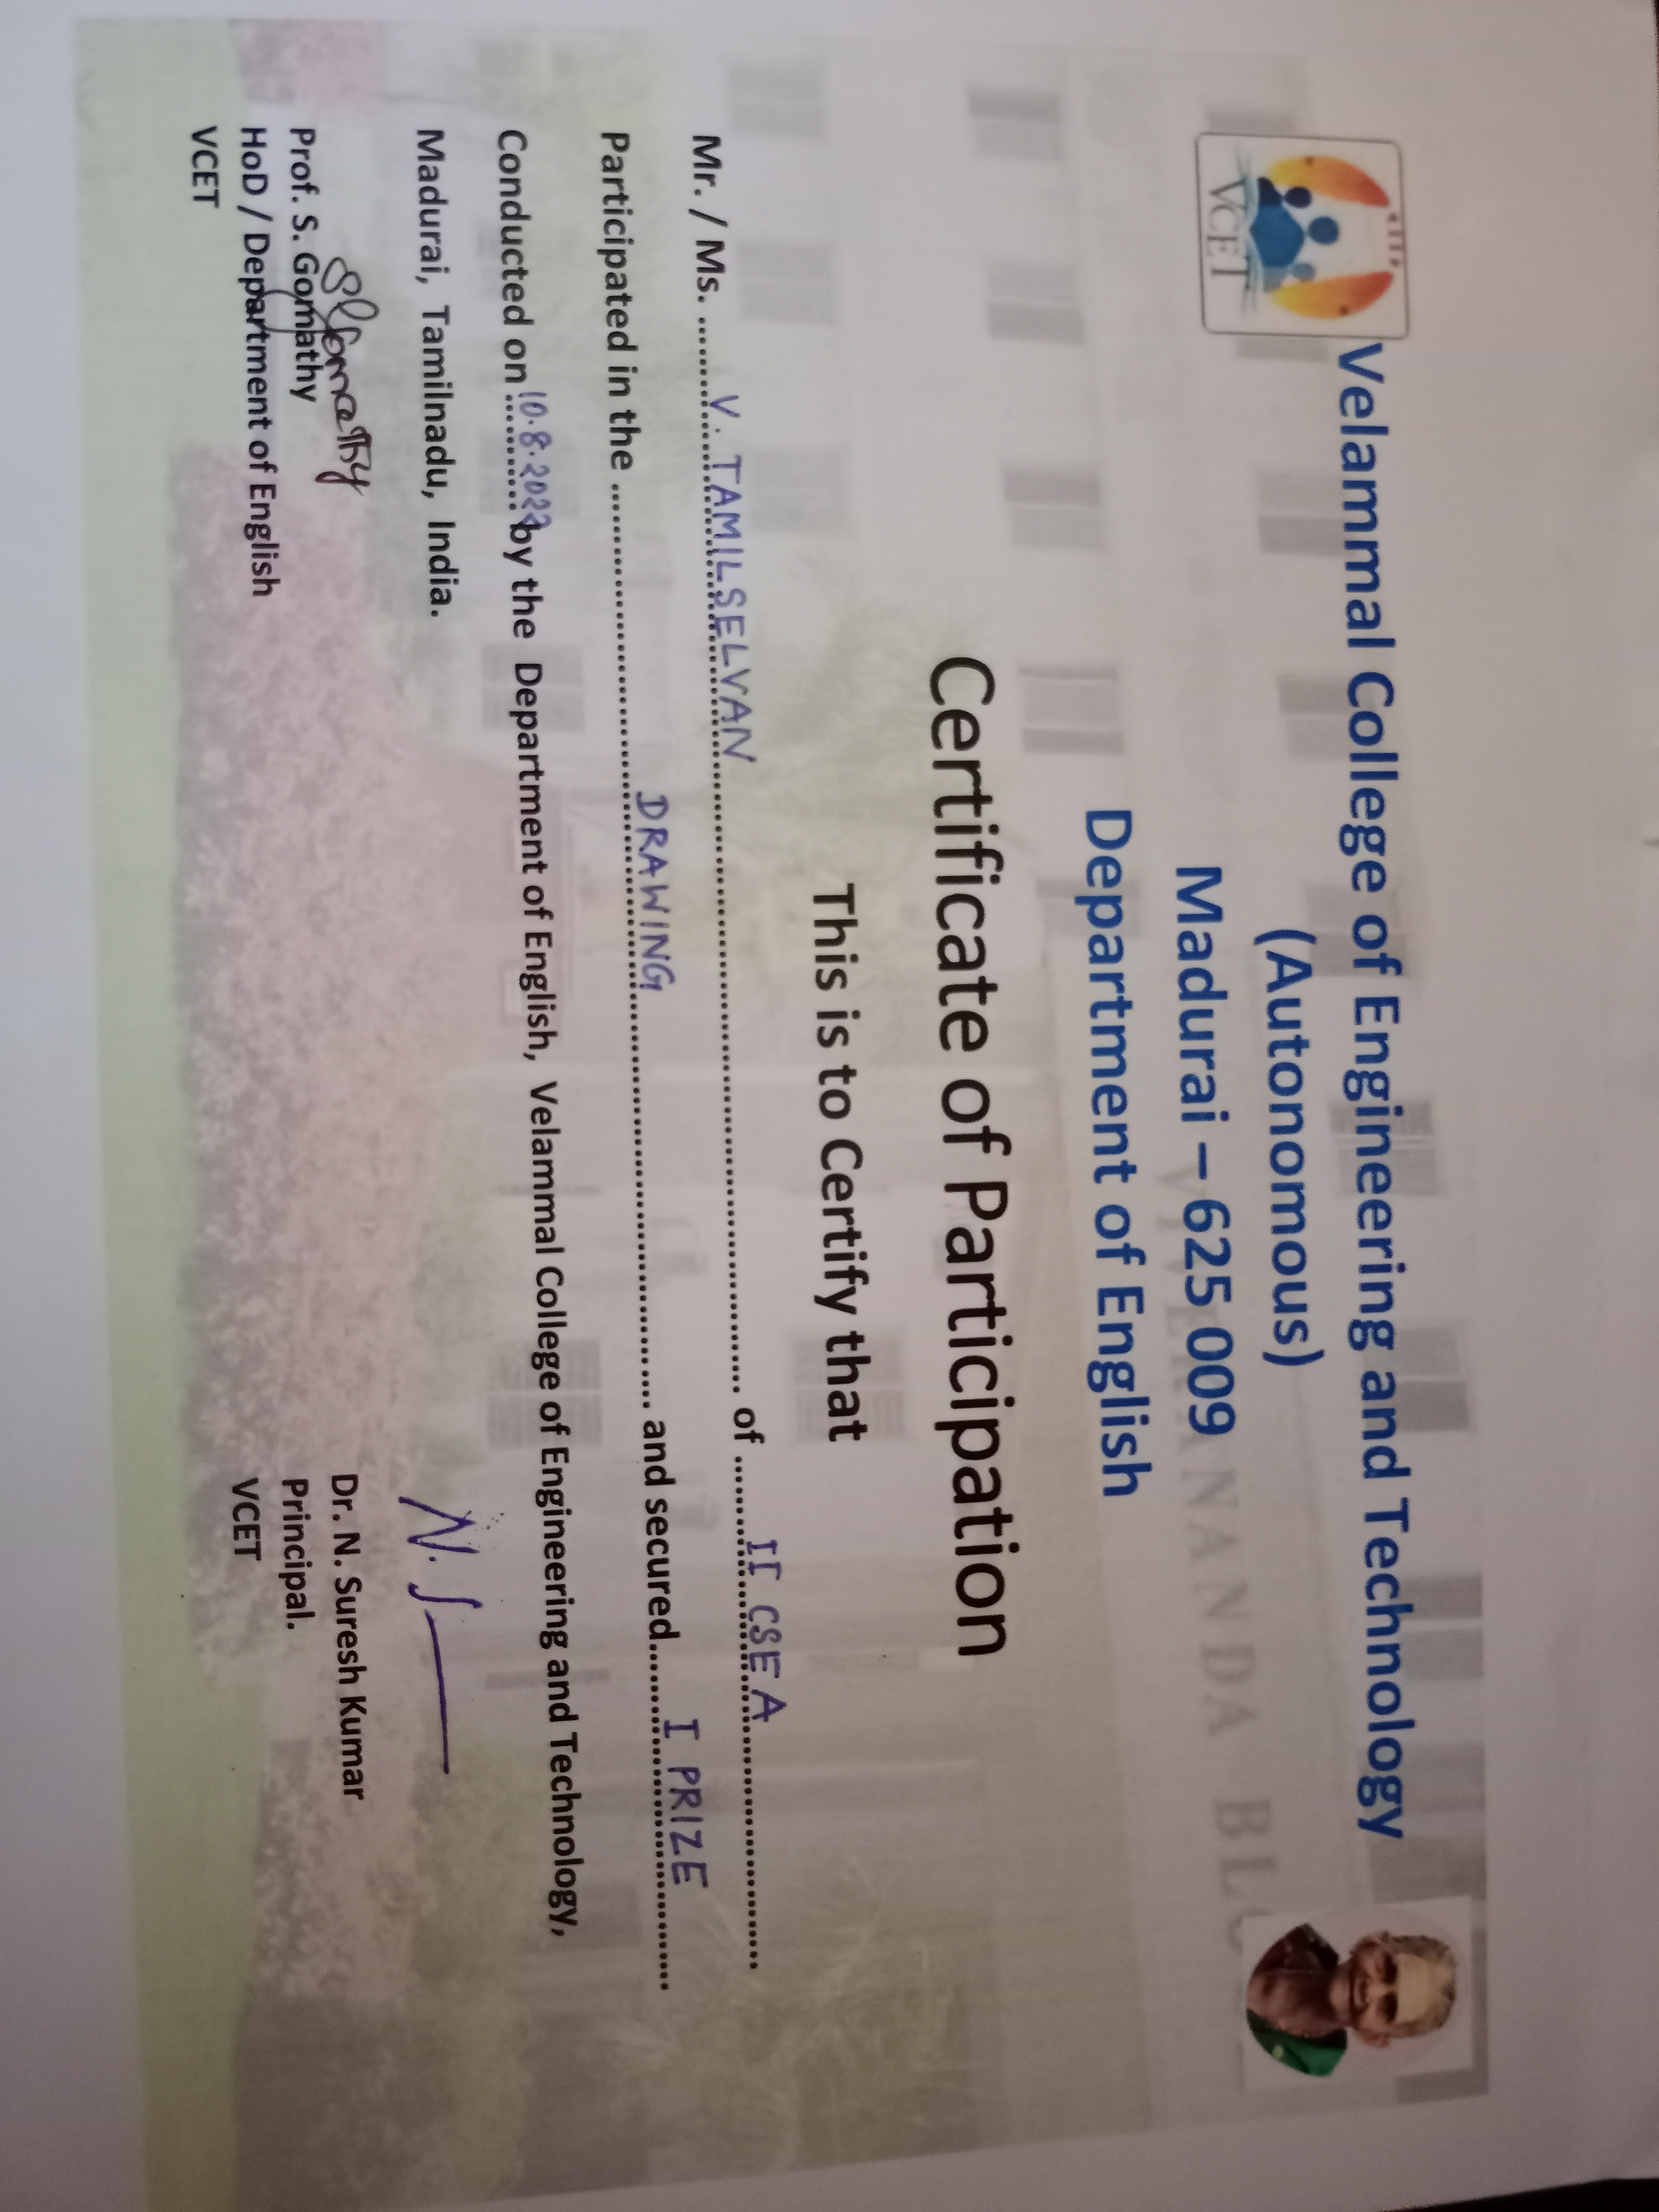 Velammal College of Engineering and Technology
(Autonomous)
Madurai – 625 009
Department of English
VCET
VIVEKANANDA BLOCK
Certificate of Participation
This is to Certify that
Mr. / Ms. V. TAMILSELVAN of II CSE A
Participated in the DRAWING and secured I PRIZE
Conducted on 10.8.2022 by the Department of English, Velammal College of Engineering and Technology,
Madurai, Tamilnadu, India.
N. S
SGomathy
Prof. S. Gomathy
HoD / Department of English
VCET
Dr. N. Suresh Kumar
Principal.
VCET